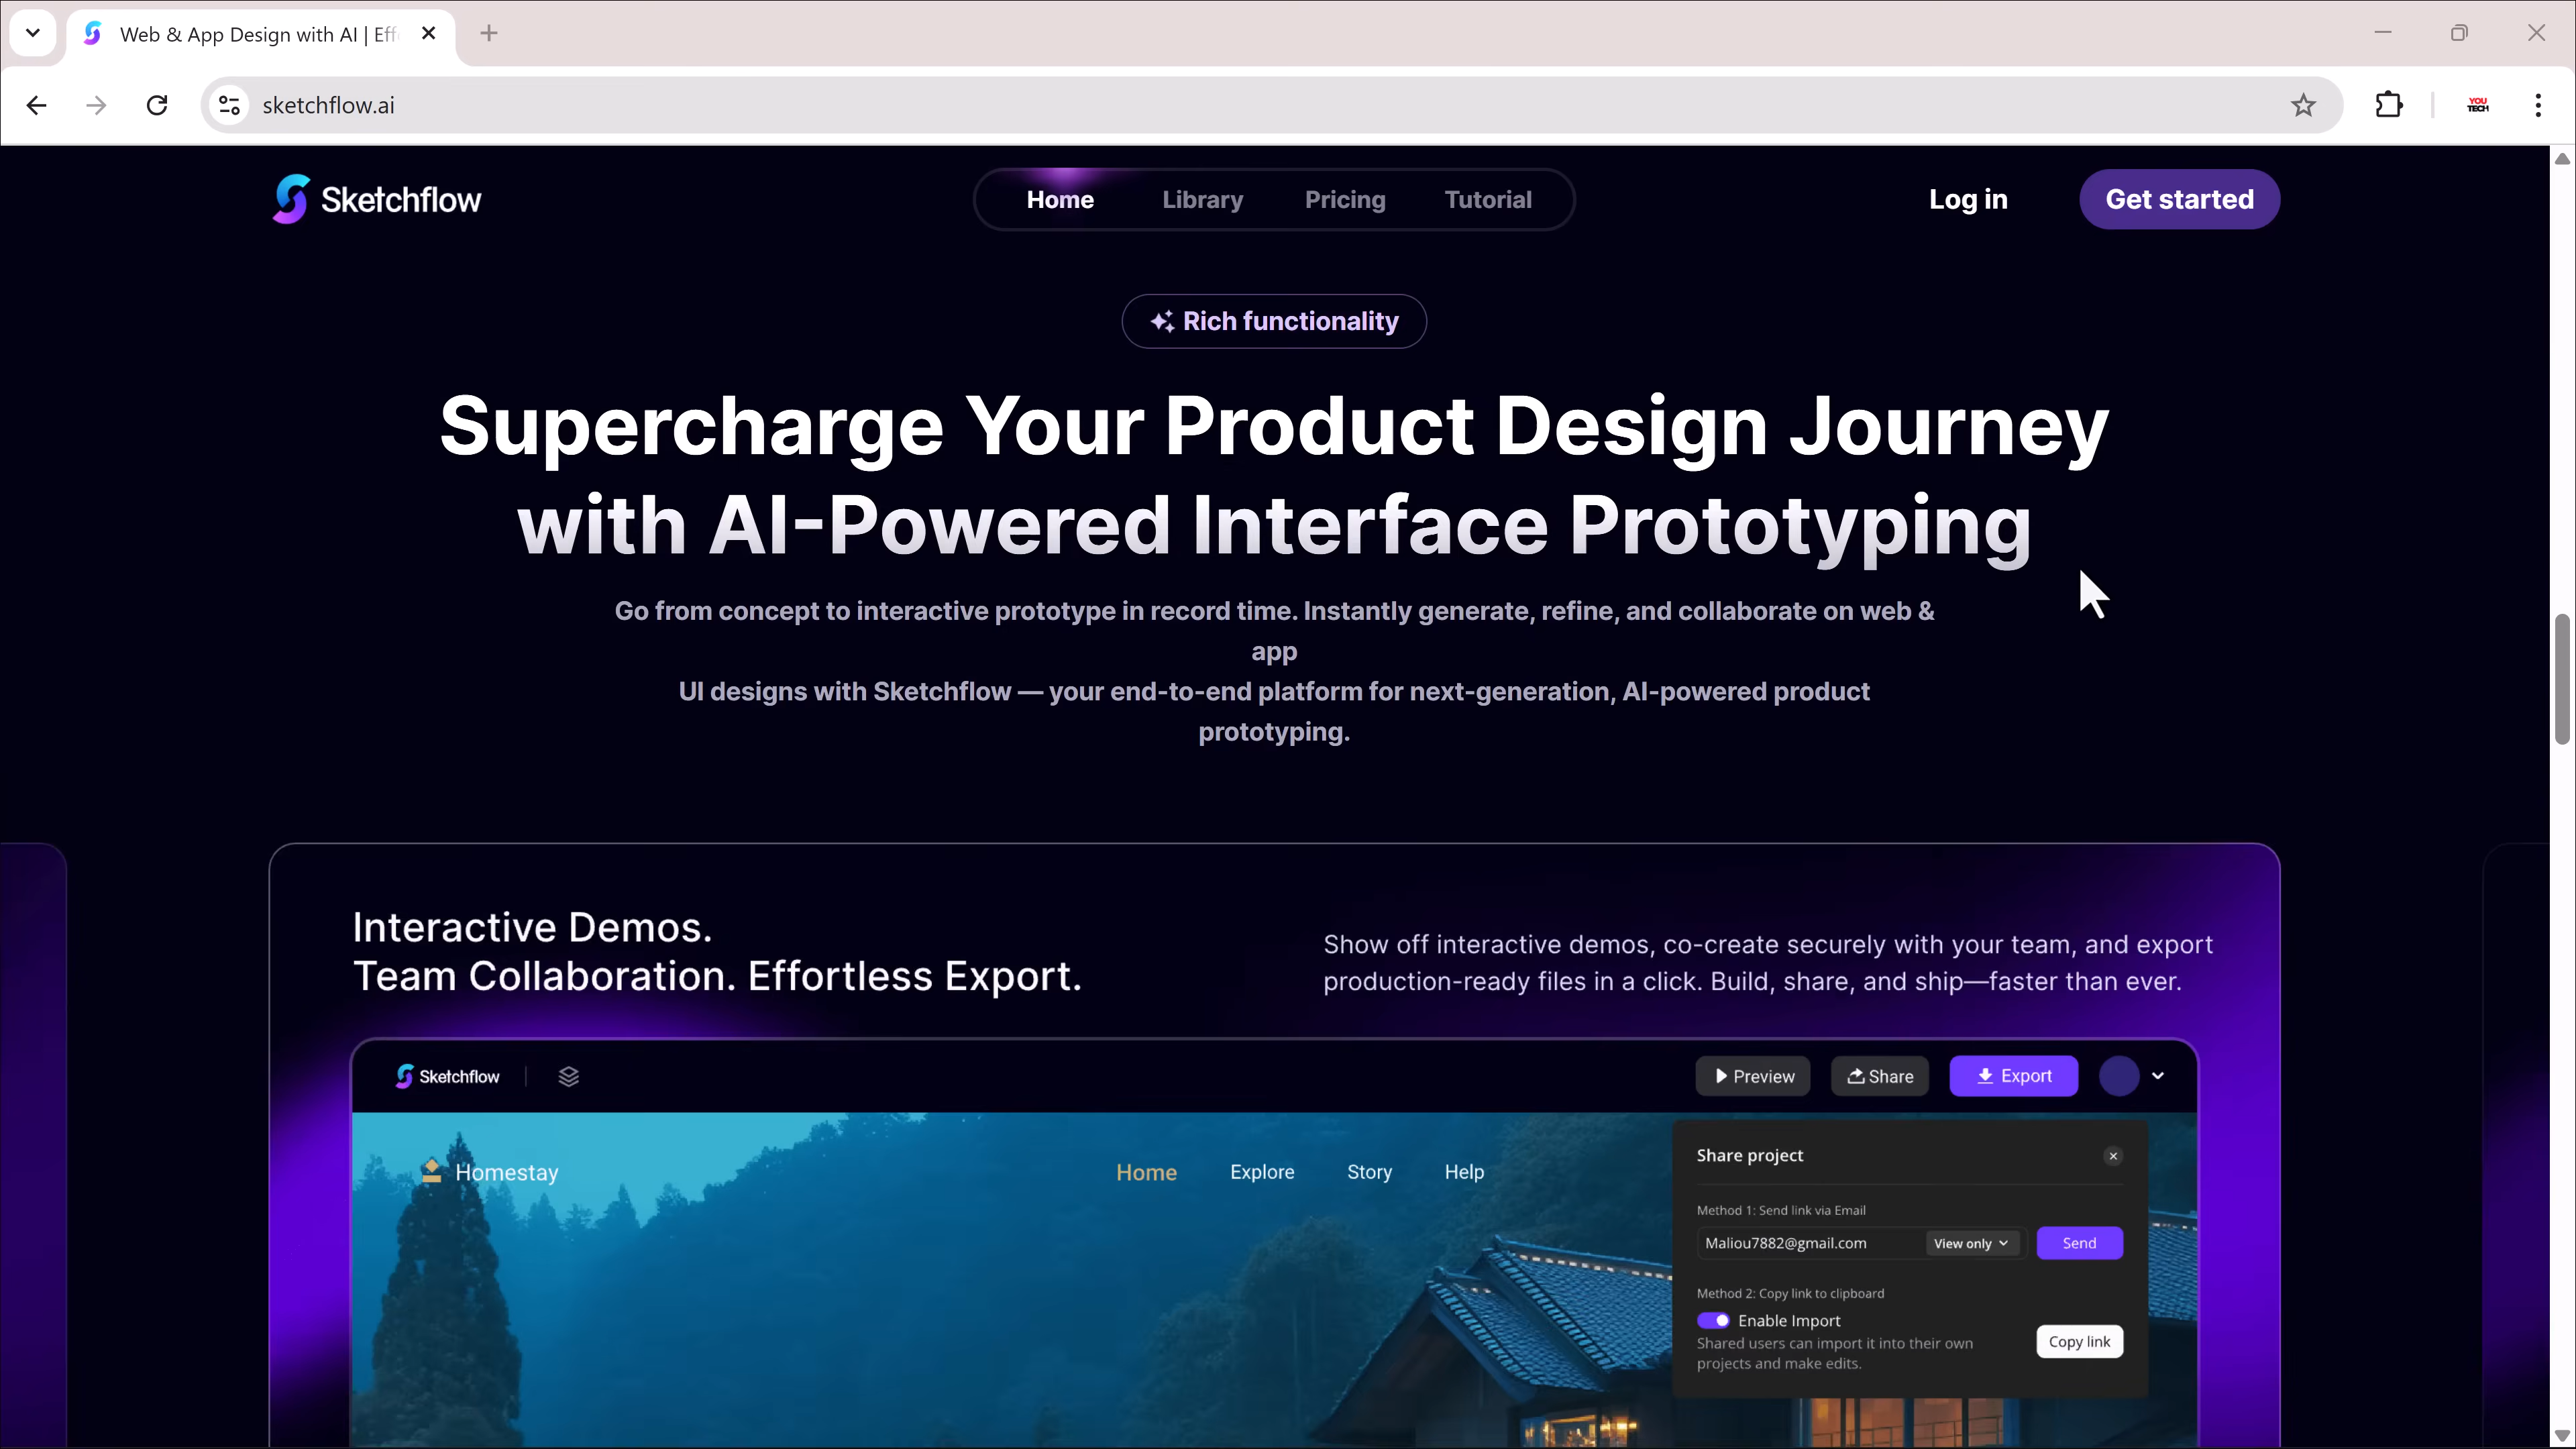 Web & App Design with AI | Eff
sketchflow.ai
YOU
TECH
Sketchflow
Home
Library
Pricing
Tutorial
Log in
Get started
Rich functionality
Supercharge Your Product Design Journey
with AI-Powered Interface Prototyping
Go from concept to interactive prototype in record time. Instantly generate, refine, and collaborate on web &
app
UI designs with Sketchflow — your end-to-end platform for next-generation, AI-powered product
prototyping.
Interactive Demos.
Team Collaboration. Effortless Export.
Show off interactive demos, co-create securely with your team, and export
production-ready files in a click. Build, share, and ship—faster than ever.
Sketchflow
Preview
Share
Export
Homestay
Home
Explore
Story
Help
Share project
Method 1: Send link via Email
Maliou7882@gmail.com
View only
Send
Method 2: Copy link to clipboard
Enable Import
Shared users can import it into their own
projects and make edits.
Copy link